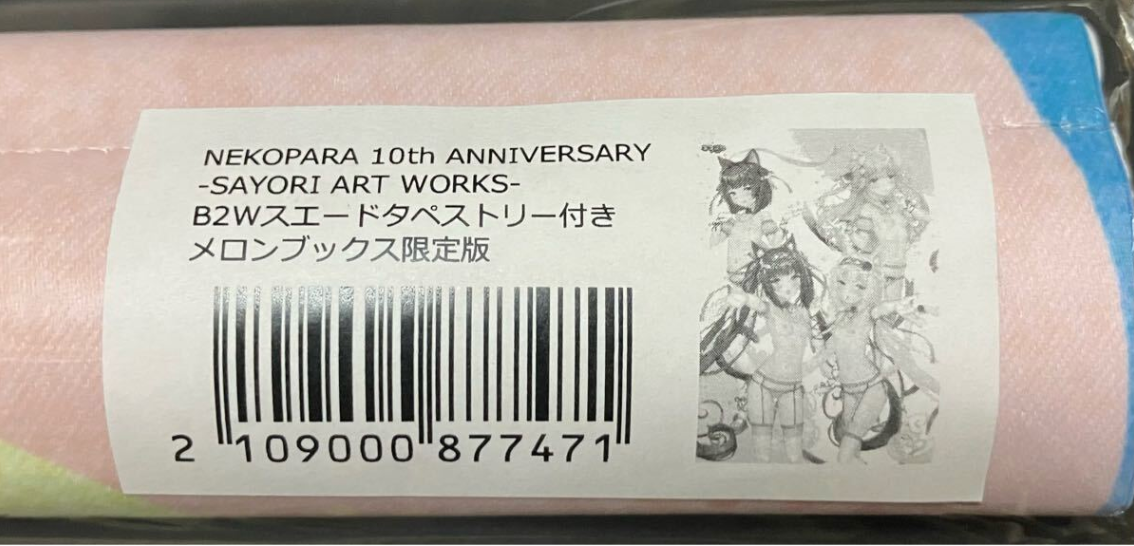 NEKOPARA 10th ANNIVERSARY
-SAYORI ART WORKS-
B2Wスエードタペストリー付き
メロンブックス限定版
2 109000 877471